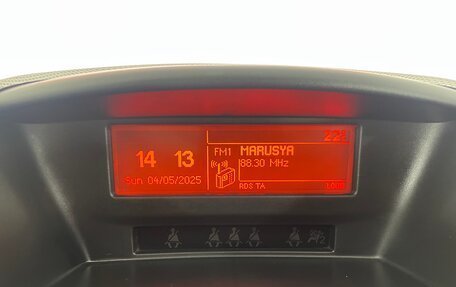 22°
14 13
FM1 MARUSYA
88.30 MHz
Sun 04/05/2025
RDS TA